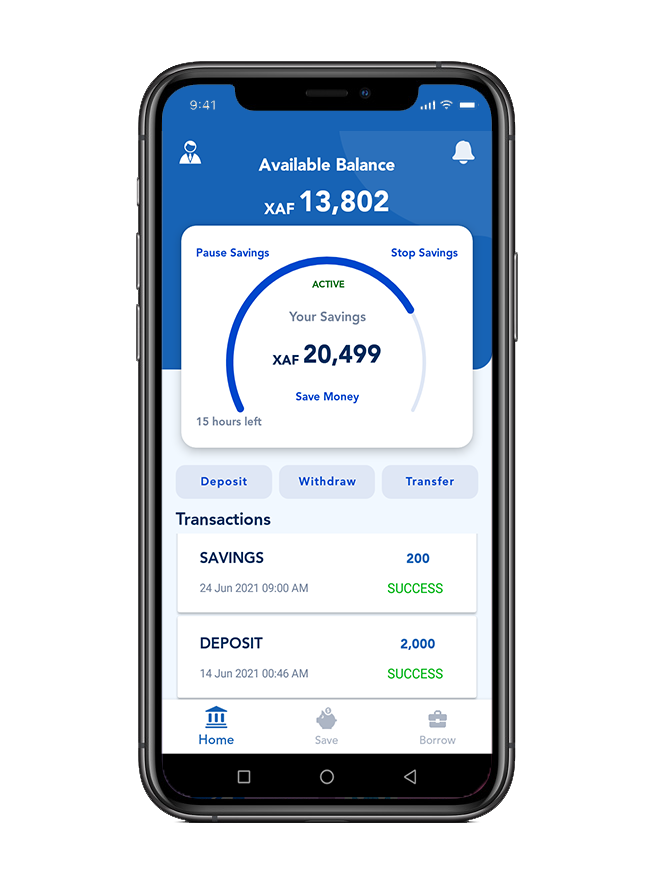 9:41
Available Balance
XAF 13,802
Pause Savings
Stop Savings
ACTIVE
Your Savings
XAF 20,499
Save Money
15 hours left
Deposit
Withdraw
Transfer
Transactions
SAVINGS
200
24 Jun 2021 09:00 AM
SUCCESS
DEPOSIT
2,000
14 Jun 2021 00:46 AM
SUCCESS
Home
Save
Borrow